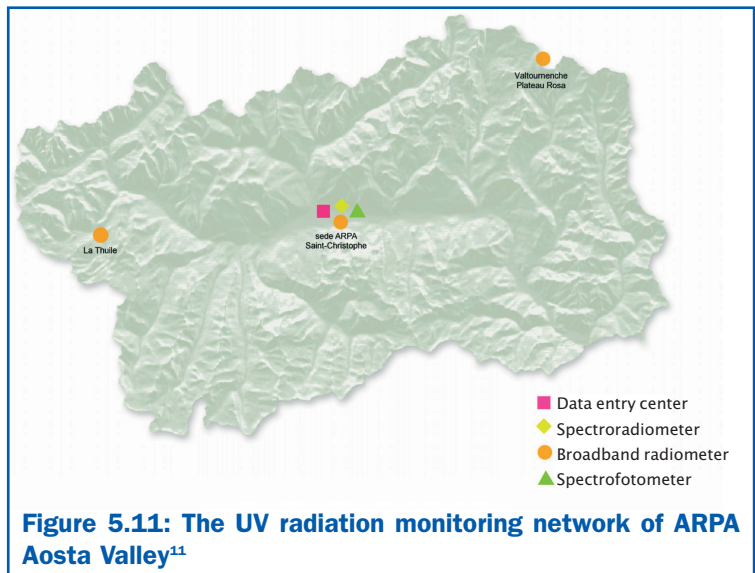 Valtournenche
Plateau Rosa
sede ARPA
Saint-Christophe
La Thuile
Data entry center
Spectroradiometer
Broadband radiometer
Spectrofotometer
Figure 5.11: The UV radiation monitoring network of ARPA
Aosta Valley¹¹